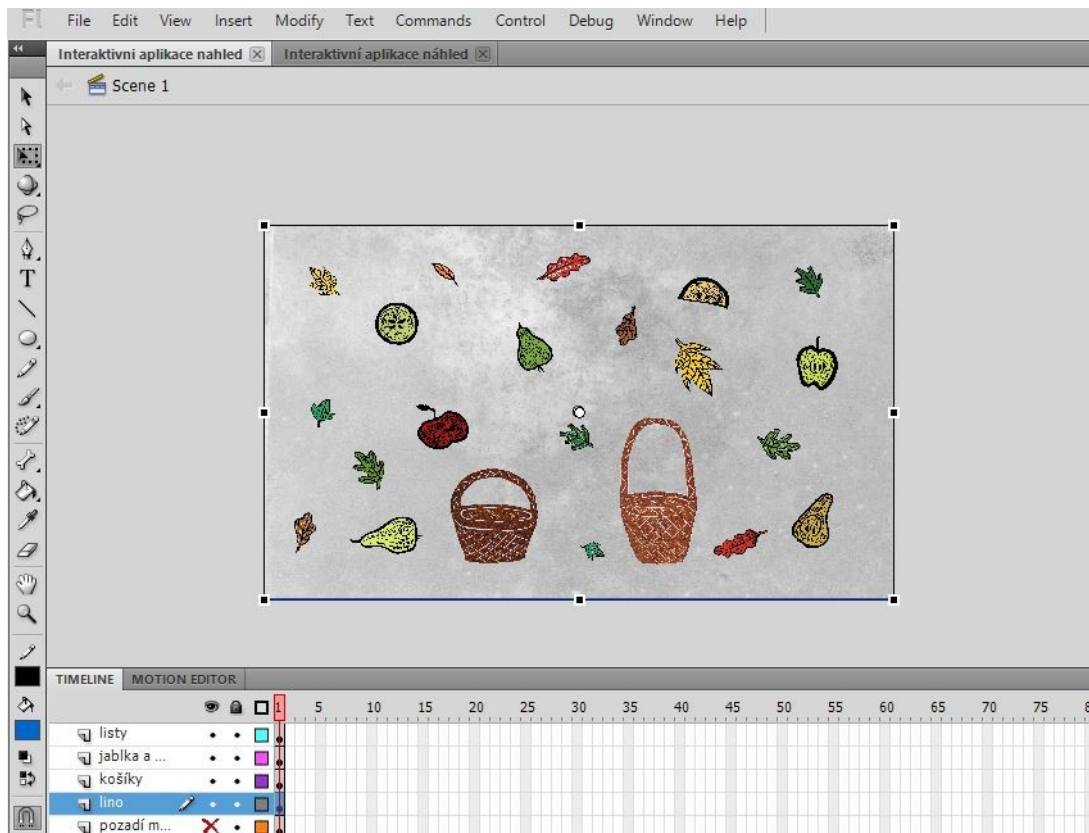 Fl File Edit View Insert Modify Text Commands Control Debug Window Help
Interaktivni aplikace nahled Interaktivní aplikace náhled
Scene 1
T
TIMELINE MOTION EDITOR
1 5 10 15 20 25 30 35 40 45 50 55 60 65 70 75
listy
jablka a ...
košíky
lino
pozadí m...